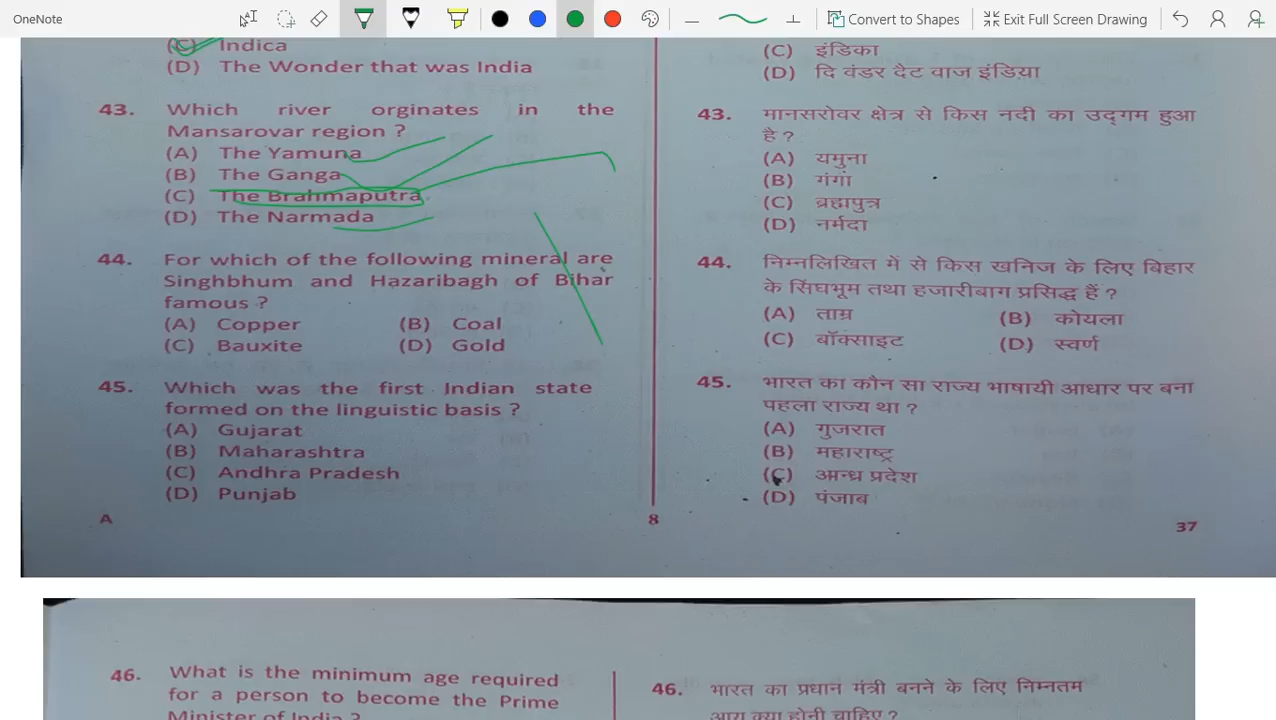 OneNote
Convert to Shapes
Exit Full Screen Drawing
(C) Indica
(D) The Wonder that was India
43. Which river orginates in the
Mansarovar region ?
(A) The Yamuna
(B) The Ganga
(C) The Brahmaputra
(D) The Narmada
44. For which of the following mineral are
Singhbhum and Hazaribagh of Bihar
famous ?
(A) Copper (B) Coal
(C) Bauxite (D) Gold
45. Which was the first Indian state
formed on the linguistic basis ?
(A) Gujarat
(B) Maharashtra
(C) Andhra Pradesh
(D) Punjab
A
(C) इंडिका
(D) दि वंडर दैट वाज इंडिया
43. मानसरोवर क्षेत्र से किस नदी का उद्गम हुआ
है ?
(A) यमुना
(B) गंगां
(C) ब्रह्मपुत्र
(D) नर्मदा
44. निम्नलिखित में से किस खनिज के लिए बिहार
के सिंघभूम तथा हजारीबाग प्रसिद्ध हैं ?
(A) ताम्र (B) कोयला
(C) बॉक्साइट (D) स्वर्ण
45. भारत का कौन सा राज्य भाषायी आधार पर बना
पहला राज्य था ?
(A) गुजरात
(B) महाराष्ट्र
(C) आन्ध्र प्रदेश
(D) पंजाब
8
37
46. What is the minimum age required
for a person to become the Prime
Minister of India ?
46. भारत का प्रधान मंत्री बनने के लिए निम्नतम
आयु क्या होनी चाहिए ?